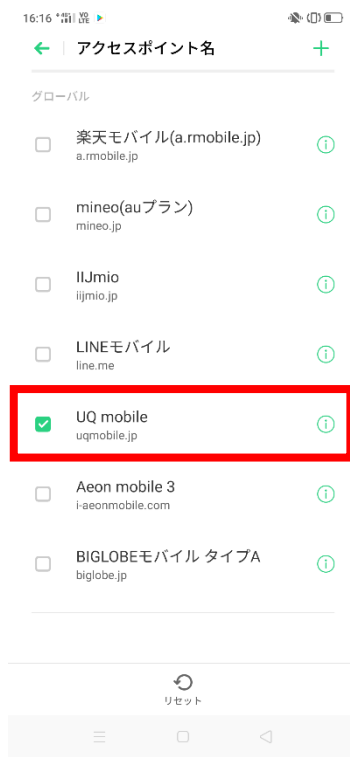 16:16
アクセスポイント名
グローバル
楽天モバイル(a.rmobile.jp)
a.rmobile.jp
mineo(auプラン)
mineo.jp
IIJmio
iijmio.jp
LINEモバイル
line.me
UQ mobile
uqmobile.jp
Aeon mobile 3
i-aeonmobile.com
BIGLOBEモバイル タイプA
biglobe.jp
リセット